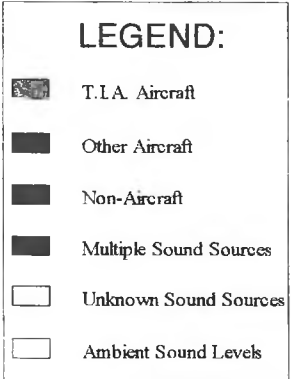 LEGEND:
T.I.A. Aircraft
Other Aircraft
Non-Aircraft
Multiple Sound Sources
Unknown Sound Sources
Ambient Sound Levels